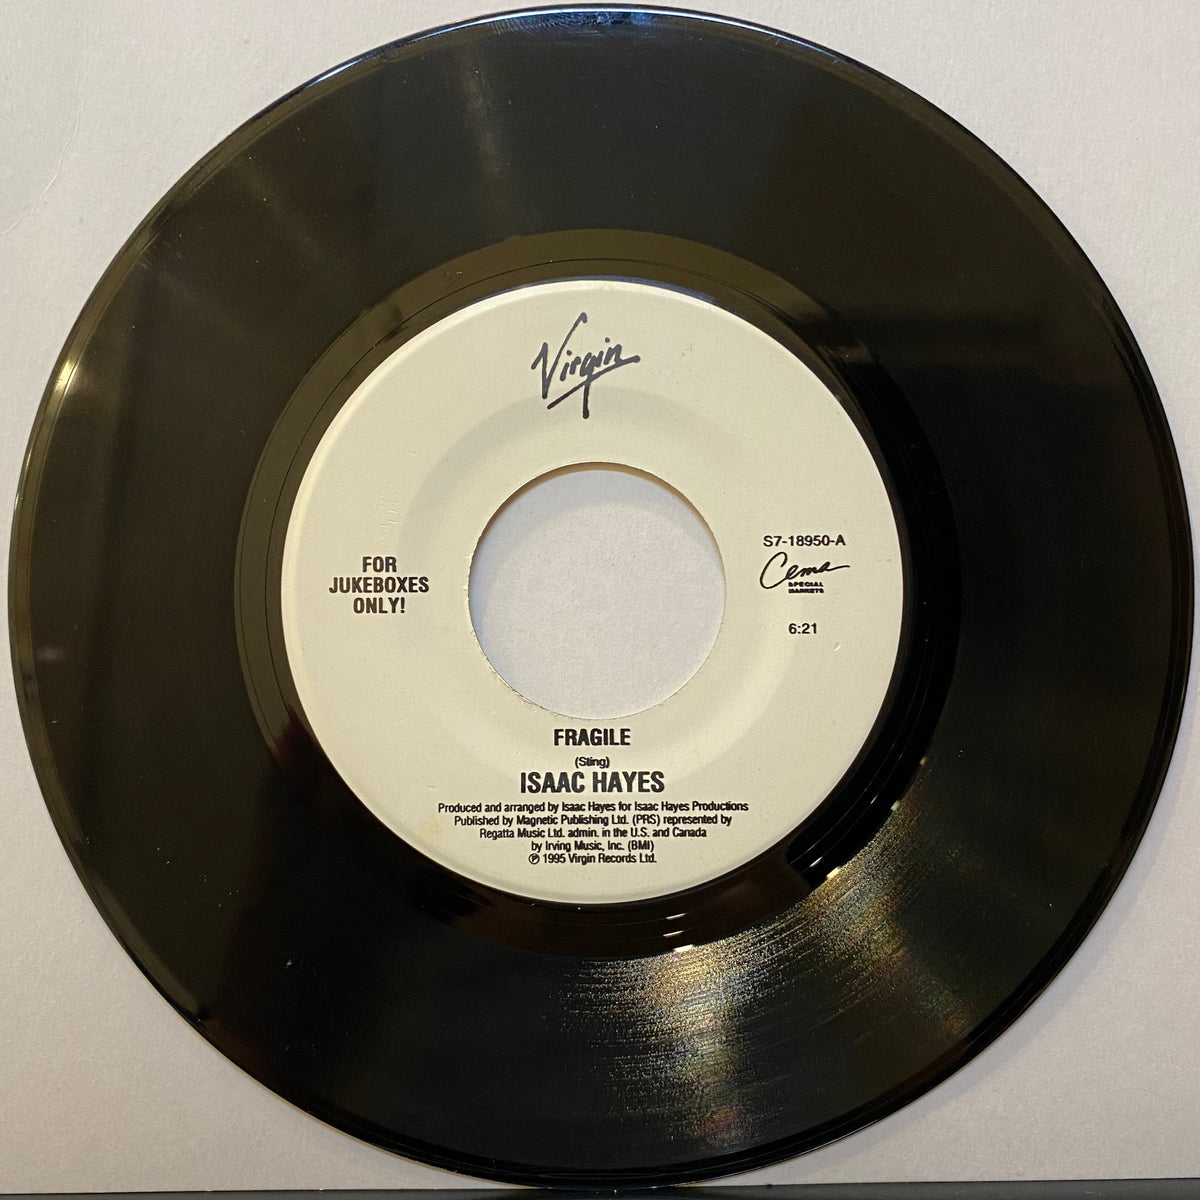 Virgin
FOR
JUKEBOXES
ONLY!
S7-18950-A
Cema
SPECIAL
MARKETS
6:21
FRAGILE
(Sting)
ISAAC HAYES
Produced and arranged by Isaac Hayes for Isaac Hayes Productions
Published by Magnetic Publishing Ltd. (PRS) represented by
Regatta Music Ltd. admin. in the U.S. and Canada
by Irving Music, Inc. (BMI)
℗ 1995 Virgin Records Ltd.